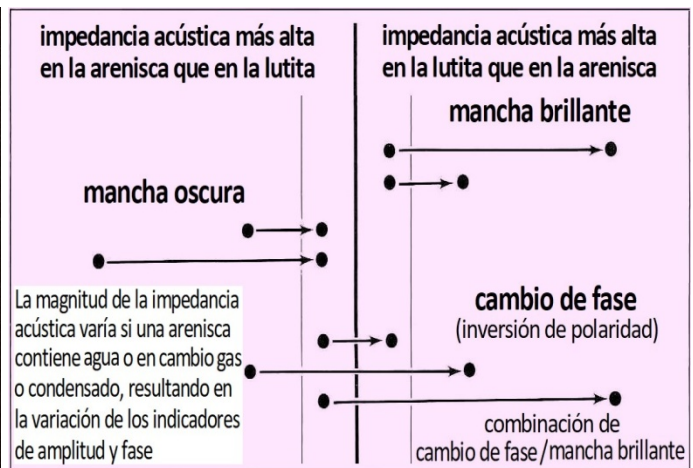 impedancia acústica más alta
en la arenisca que en la lutita
impedancia acústica más alta
en la lutita que en la arenisca
mancha brillante
mancha oscura
La magnitud de la impedancia
acústica varía si una arenisca
contiene agua o en cambio gas
o condensado, resultando en
la variación de los indicadores
de amplitud y fase
cambio de fase
(inversión de polaridad)
combinación de
cambio de fase/mancha brillante